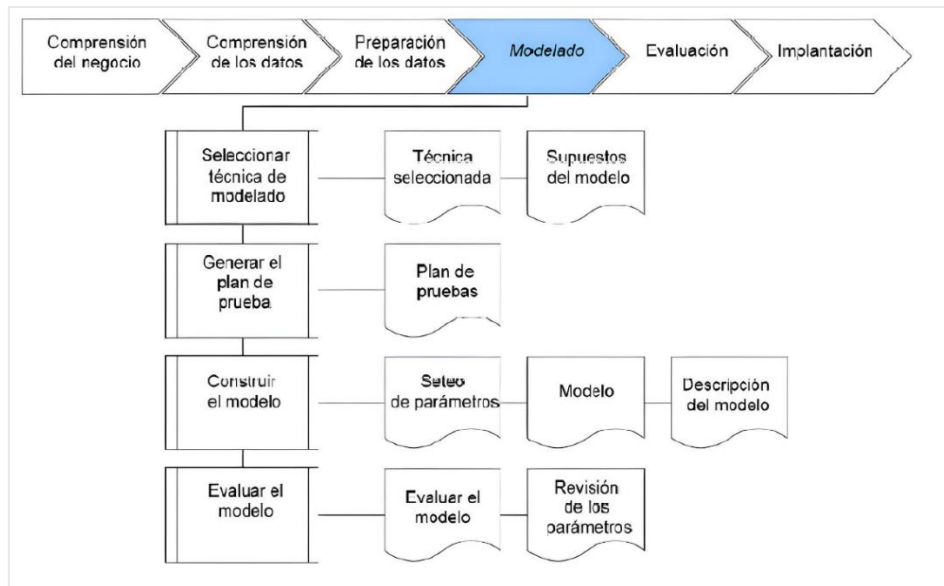 Comprensión
del negocio
Comprensión
de los datos
Preparación
de los datos
Modelado
Evaluación
Implantación
Seleccionar
técnica de
modelado
Técnica
seleccionada
Supuestos
del modelo
Generar el
plan de
prueba
Plan de
pruebas
Construir
el modelo
Seteo
de parámetros
Modelo
Descripción
del modelo
Evaluar el
modelo
Evaluar el
modelo
Revisión
de los
parámetros